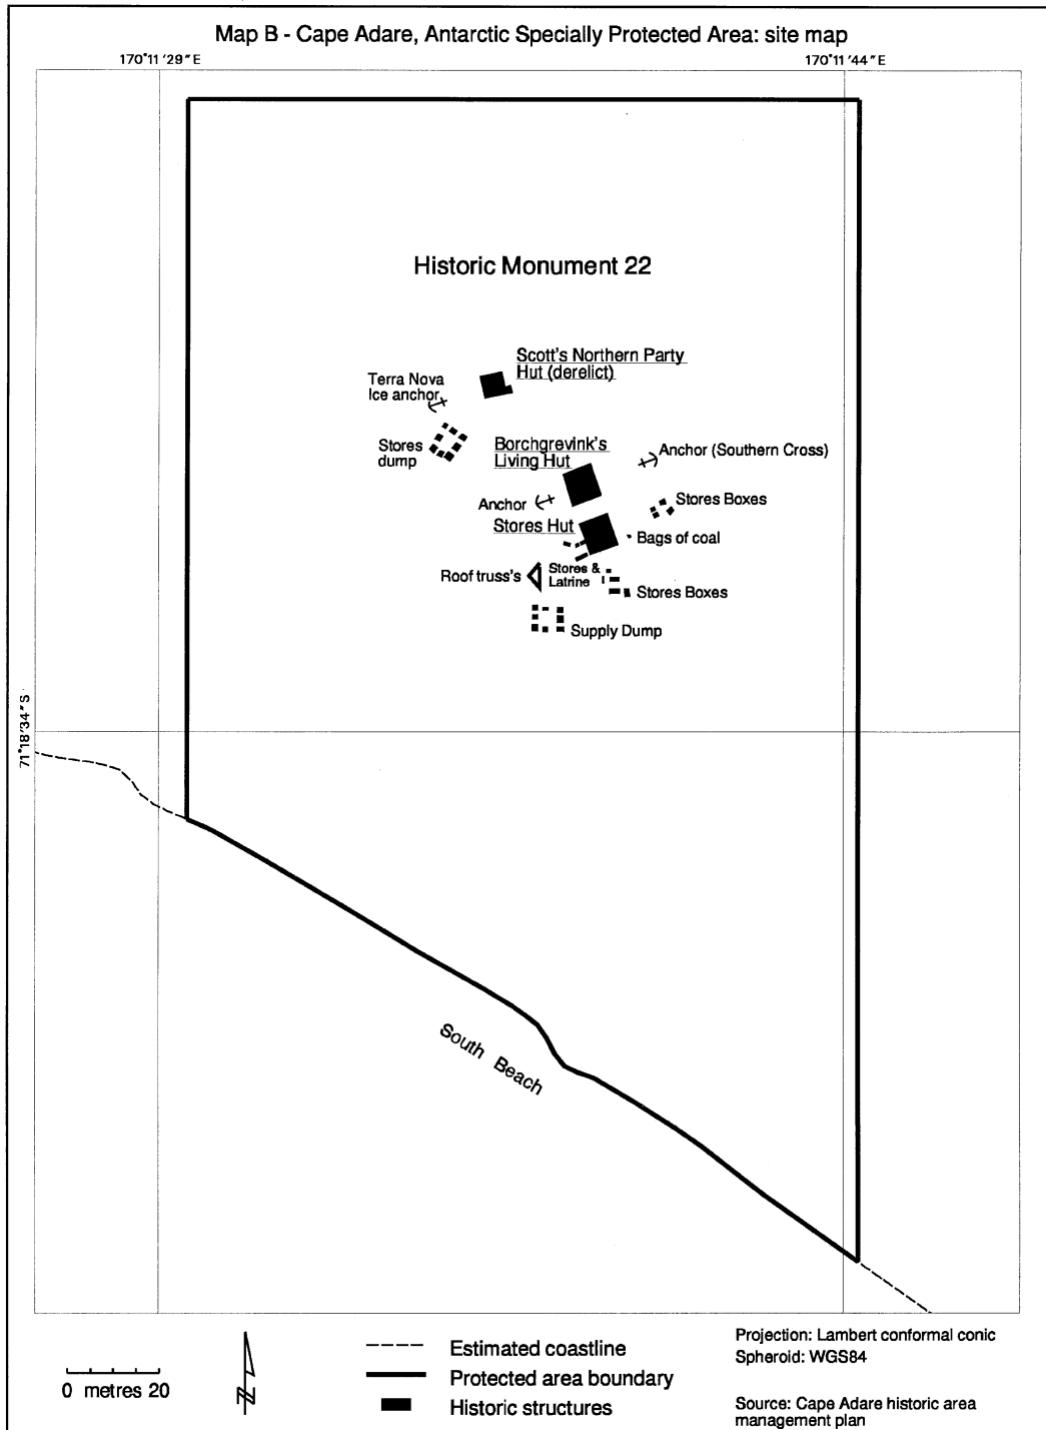 Map B - Cape Adare, Antarctic Specially Protected Area: site map
170°11 '29" E
170°11 '44" E
Historic Monument 22
Scott's Northern Party
Hut (derelict)
Terra Nova
Ice anchor
Stores
dump
Borchgrevink's
Living Hut
Anchor (Southern Cross)
Anchor
Stores Boxes
Stores Hut
Bags of coal
Roof truss's
Stores &
Latrine
Stores Boxes
Supply Dump
71°18'34" S
South Beach
0 metres 20
N
Estimated coastline
Protected area boundary
Historic structures
Projection: Lambert conformal conic
Spheroid: WGS84
Source: Cape Adare historic area
management plan